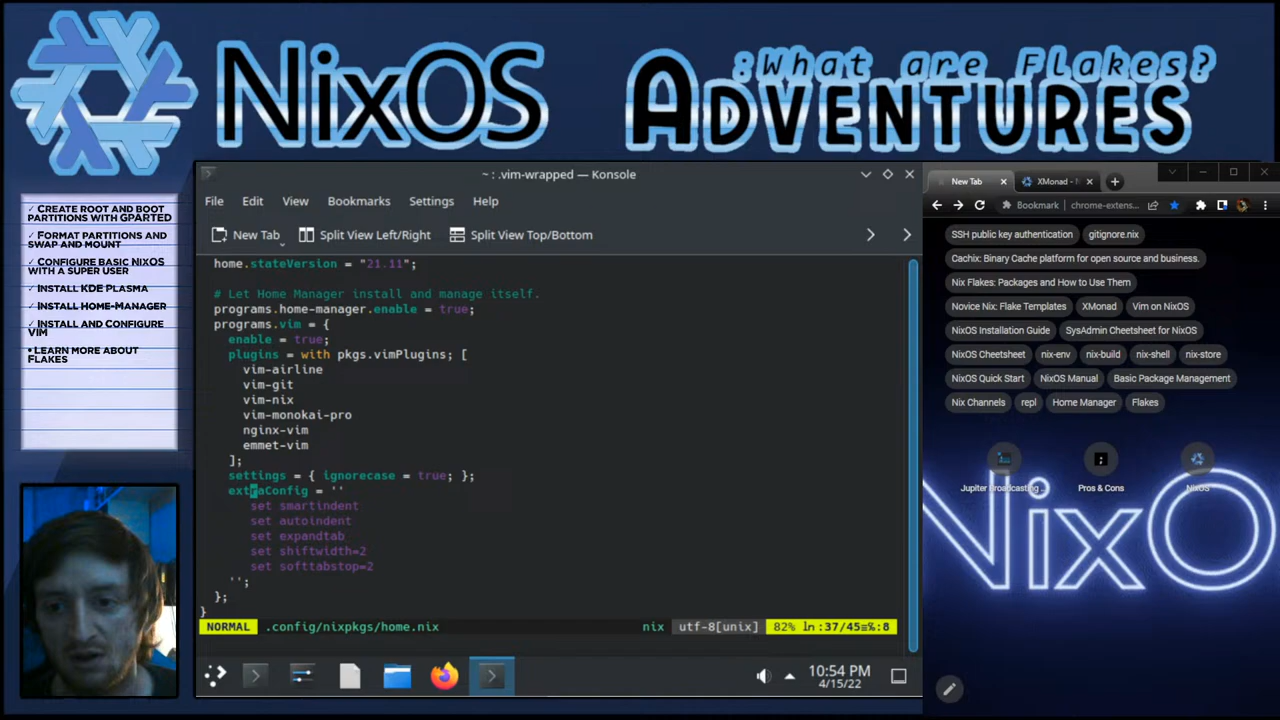 NixOS
:What are Flakes?
ADVENTURES
✓ CREATE ROOT AND BOOT
PARTITIONS WITH GPARTED
✓ FORMAT PARTITIONS AND
SWAP AND MOUNT
✓ CONFIGURE BASIC NIXOS
WITH A SUPER USER
✓ INSTALL KDE PLASMA
✓ INSTALL HOME-MANAGER
✓ INSTALL AND CONFIGURE
VIM
• LEARN MORE ABOUT
FLAKES
~ : .vim-wrapped — Konsole
File Edit View Bookmarks Settings Help
New Tab Split View Left/Right Split View Top/Bottom
home.stateVersion = "21.11";
# Let Home Manager install and manage itself.
programs.home-manager.enable = true;
programs.vim = {
enable = true;
plugins = with pkgs.vimPlugins; [
vim-airline
vim-git
vim-nix
vim-monokai-pro
nginx-vim
emmet-vim
];
settings = { ignorecase = true; };
extraConfig = ''
set smartindent
set autoindent
set expandtab
set shiftwidth=2
set softtabstop=2
'';
};
}
NORMAL .config/nixpkgs/home.nix nix utf-8[unix] 82% ln:37/45≡%:8
10:54 PM
4/15/22
New Tab XMonad - N
Bookmark chrome-extens...
SSH public key authentication gitignore.nix
Cachix: Binary Cache platform for open source and business.
Nix Flakes: Packages and How to Use Them
Novice Nix: Flake Templates XMonad Vim on NixOS
NixOS Installation Guide SysAdmin Cheetsheet for NixOS
NixOS Cheetsheet nix-env nix-build nix-shell nix-store
NixOS Quick Start NixOS Manual Basic Package Management
Nix Channels repl Home Manager Flakes
Jupiter Broadcasting ... Pros & Cons NixOS
NixO